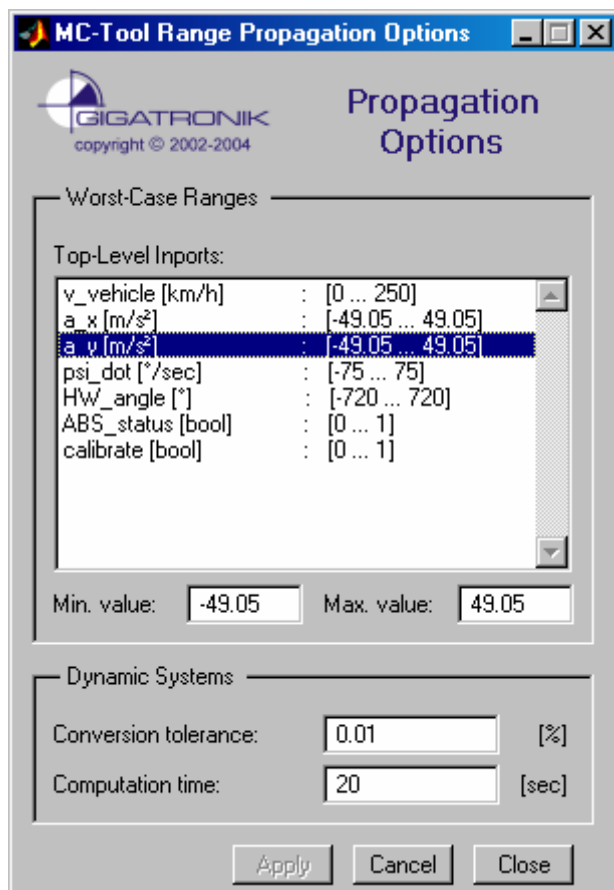 MC-Tool Range Propagation Options
GIGATRONIK
copyright © 2002-2004
Propagation
Options
Worst-Case Ranges
Top-Level Inports:
v_vehicle [km/h] : [0 ... 250]
a_x [m/s²] : [-49.05 ... 49.05]
a_y [m/s²] : [-49.05 ... 49.05]
psi_dot [°/sec] : [-75 ... 75]
HW_angle [°] : [-720 ... 720]
ABS_status [bool] : [0 ... 1]
calibrate [bool] : [0 ... 1]
Min. value: -49.05 Max. value: 49.05
Dynamic Systems
Conversion tolerance: 0.01 [%]
Computation time: 20 [sec]
Apply Cancel Close